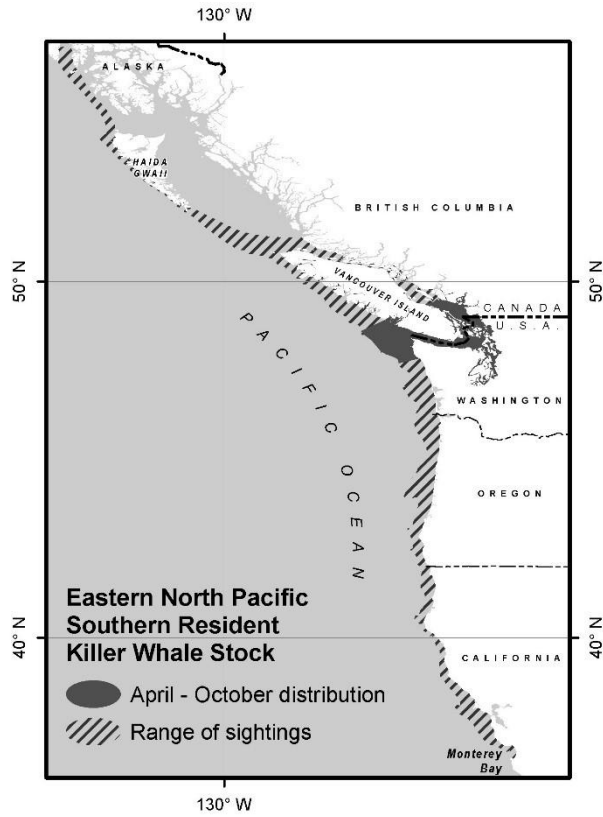 130° W
ALASKA
HAIDA
GWAII
BRITISH COLUMBIA
50° N
50° N
VANCOUVER ISLAND
CANADA
U.S.A.
PACIFIC OCEAN
WASHINGTON
OREGON
Eastern North Pacific
Southern Resident
Killer Whale Stock
40° N
40° N
CALIFORNIA
April - October distribution
Range of sightings
Monterey
Bay
130° W